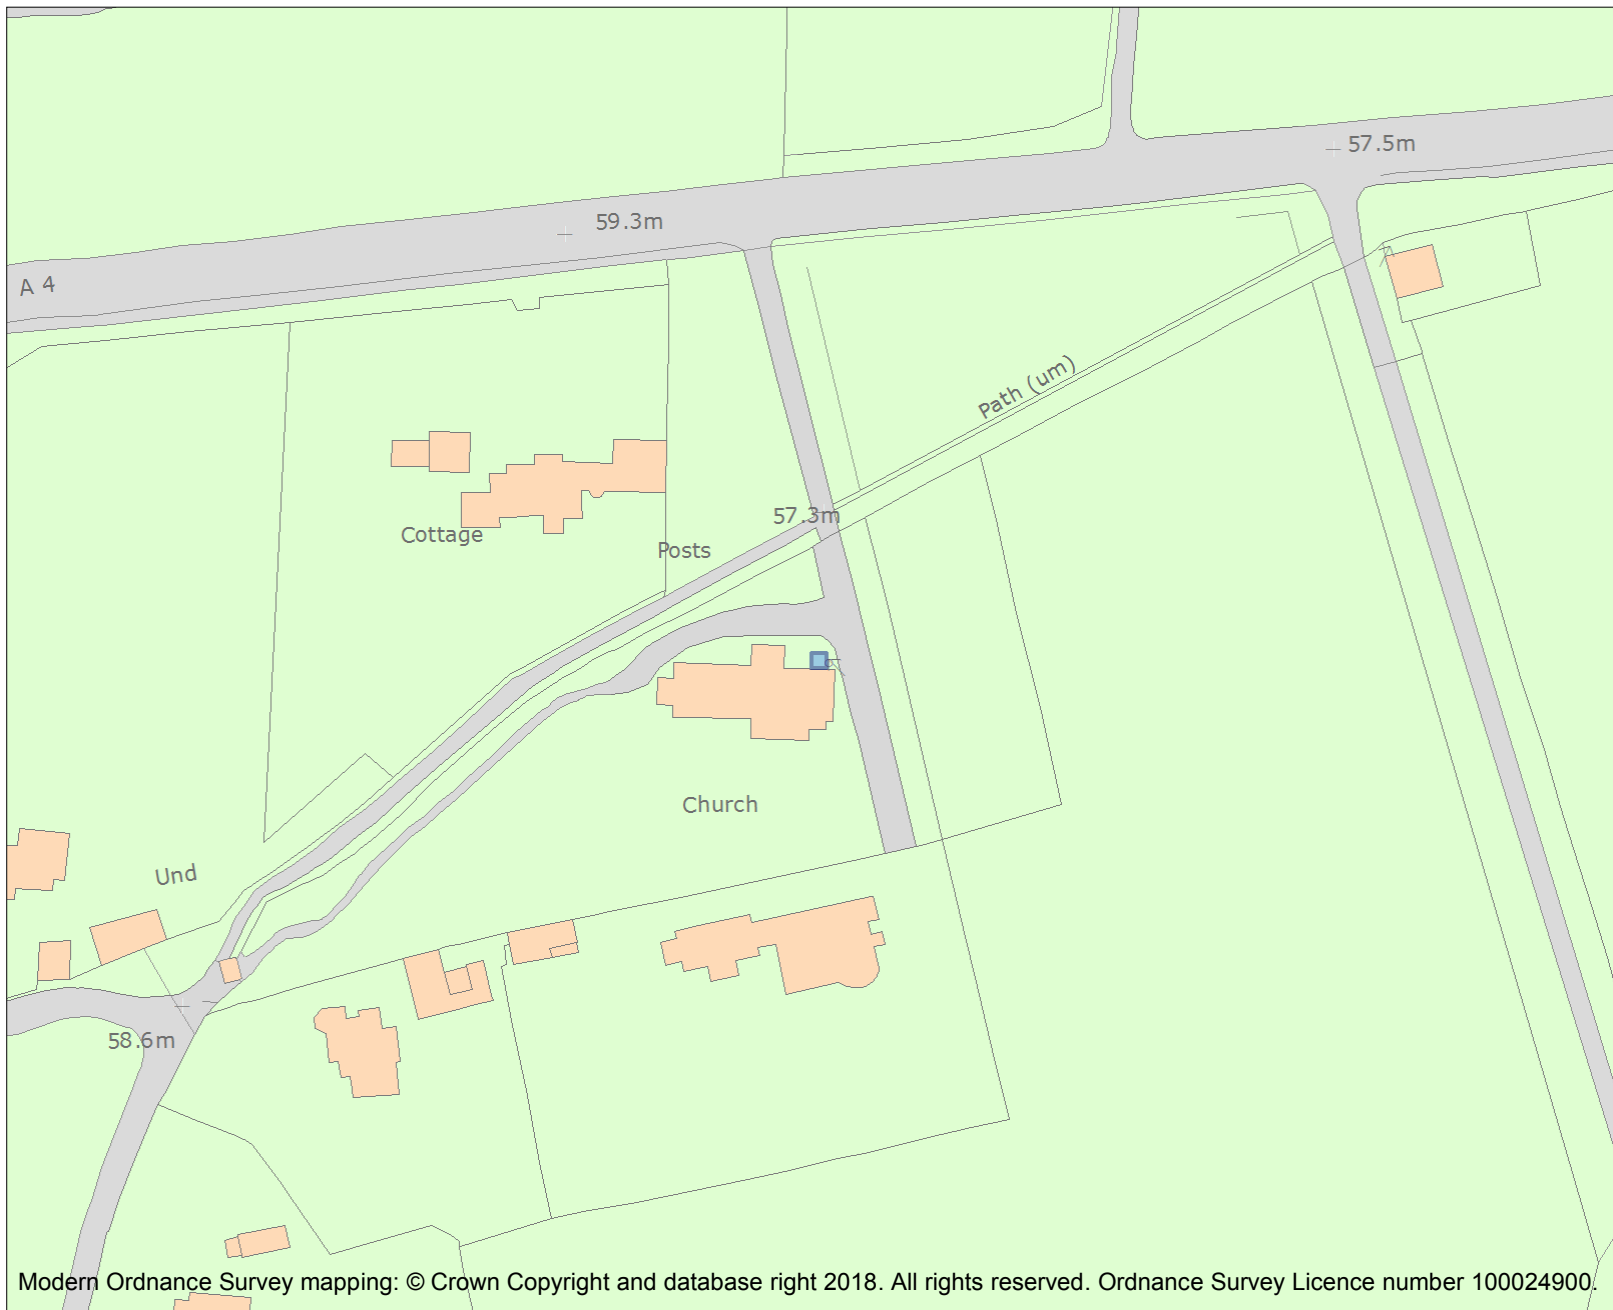 57.5m
59.3m
A 4
Path (um)
57.3m
Cottage
Posts
Church
Und
58.6m
Modern Ordnance Survey mapping: © Crown Copyright and database right 2018. All rights reserved. Ordnance Survey Licence number 100024900.